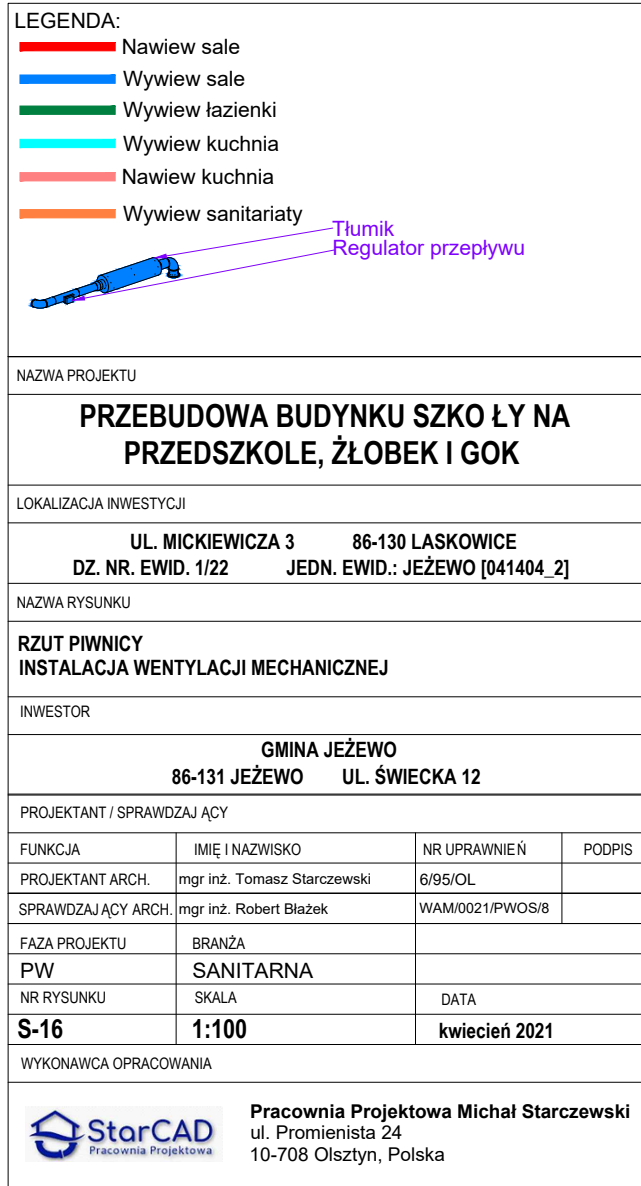 LEGENDA:
Nawiew sale
Wywiew sale
Wywiew łazienki
Wywiew kuchnia
Nawiew kuchnia
Wywiew sanitariaty
Tłumik
Regulator przepływu
NAZWA PROJEKTU
PRZEBUDOWA BUDYNKU SZKO ŁY NA
PRZEDSZKOLE, ŻŁOBEK I GOK
LOKALIZACJA INWESTYCJI
UL. MICKIEWICZA 3 86-130 LASKOWICE
DZ. NR. EWID. 1/22 JEDN. EWID.: JEŻEWO [041404_2]
NAZWA RYSUNKU
RZUT PIWNICY
INSTALACJA WENTYLACJI MECHANICZNEJ
INWESTOR
GMINA JEŻEWO
86-131 JEŻEWO UL. ŚWIECKA 12
PROJEKTANT / SPRAWDZAJ ĄCY
FUNKCJA IMIĘ I NAZWISKO NR UPRAWNIEŃ PODPIS
PROJEKTANT ARCH. mgr inż. Tomasz Starczewski 6/95/OL
SPRAWDZAJ ĄCY ARCH. mgr inż. Robert Błażek WAM/0021/PWOS/8
FAZA PROJEKTU BRANŻA
PW SANITARNA
NR RYSUNKU SKALA DATA
S-16 1:100 kwiecień 2021
WYKONAWCA OPRACOWANIA
StarCAD
Pracownia Projektowa
Pracownia Projektowa Michał Starczewski
ul. Promienista 24
10-708 Olsztyn, Polska